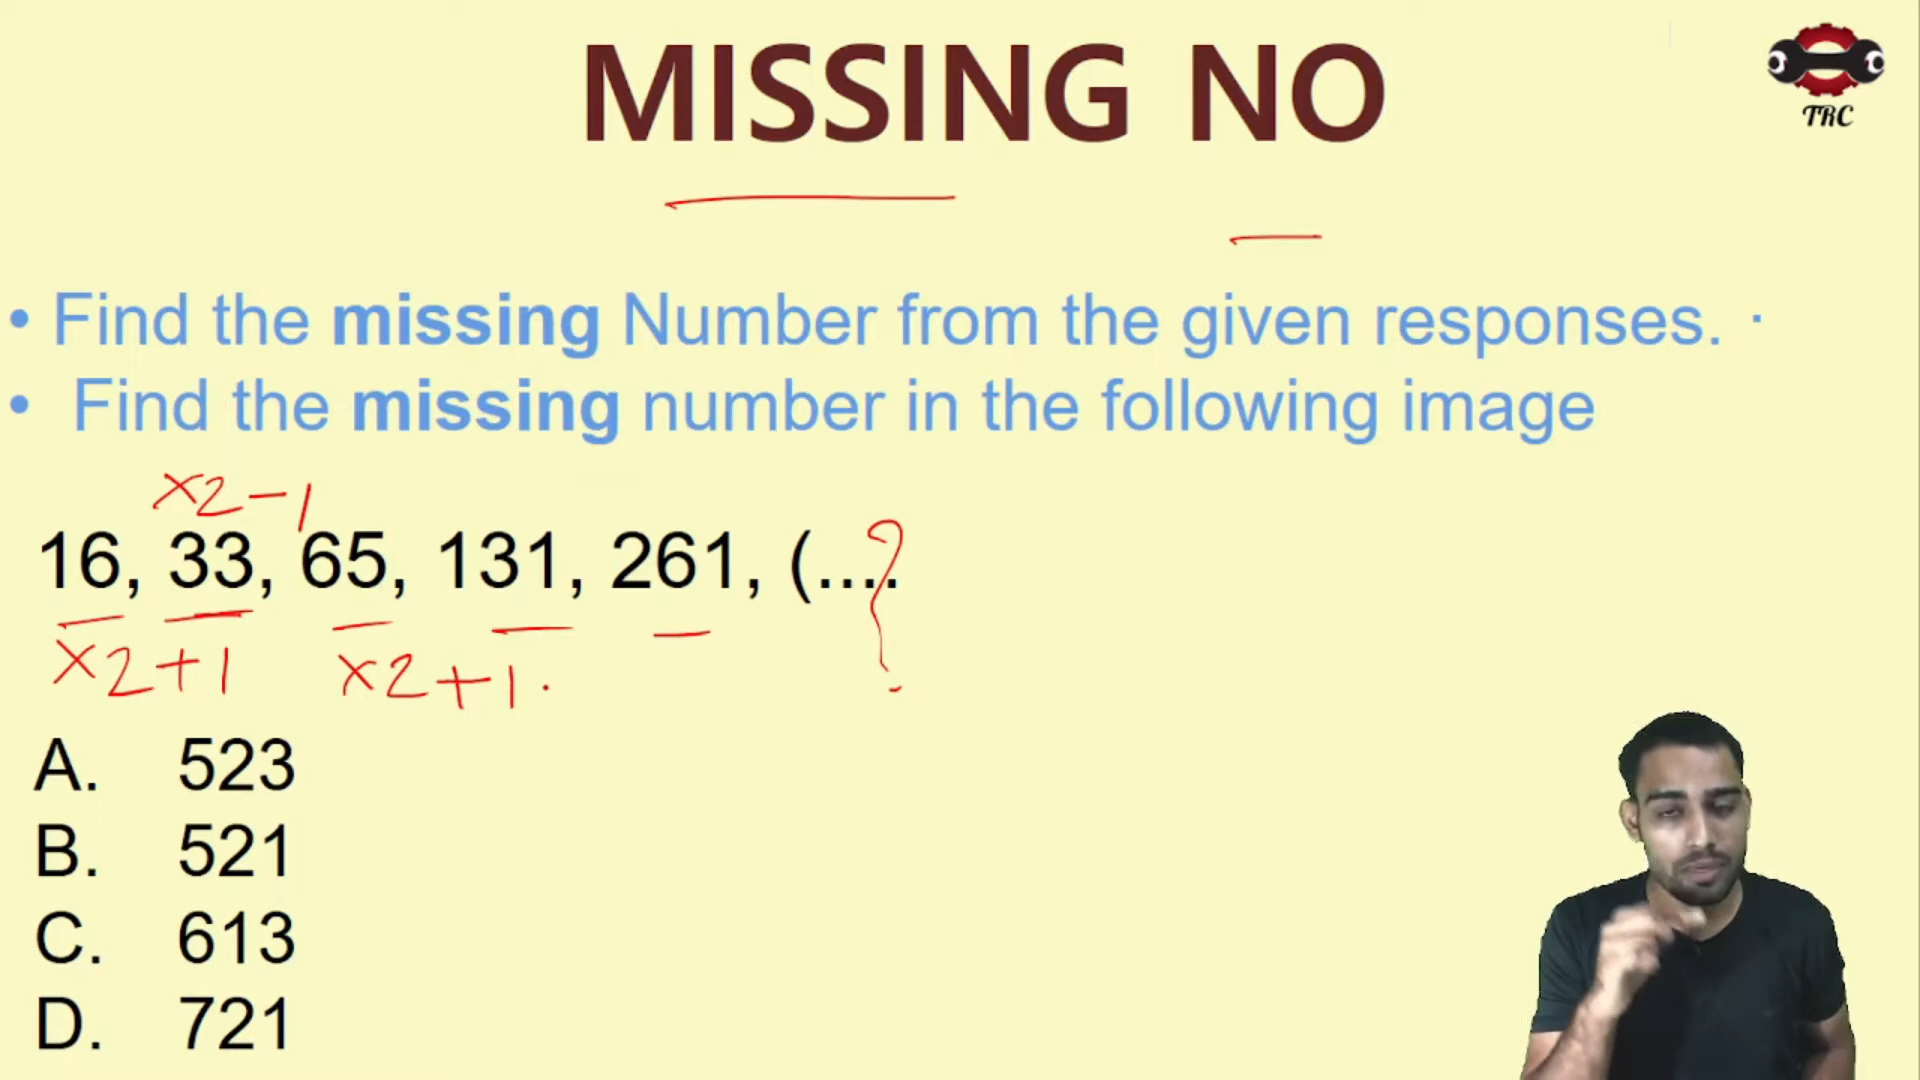 MISSING NO
TRC
• Find the missing Number from the given responses.
• Find the missing number in the following image
×2-1
16, 33, 65, 131, 261, (....
?
×2+1 ×2+1.
A. 523
B. 521
C. 613
D. 721